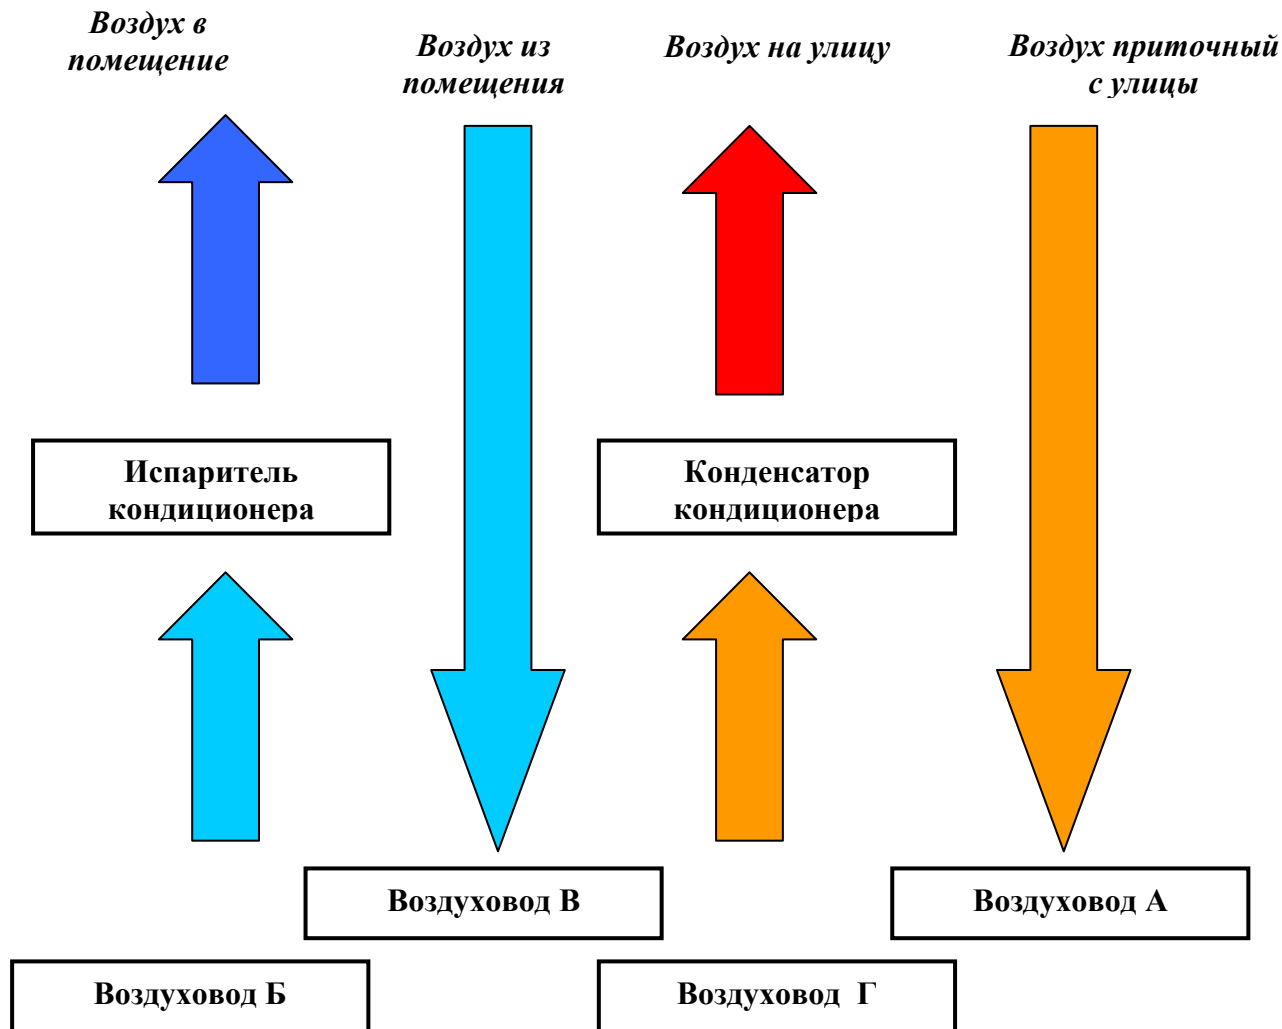 Воздух в
помещение
Воздух из
помещения
Воздух на улицу
Воздух приточный
с улицы
Испаритель
кондиционера
Конденсатор
кондиционера
Воздуховод В
Воздуховод А
Воздуховод Б
Воздуховод Г